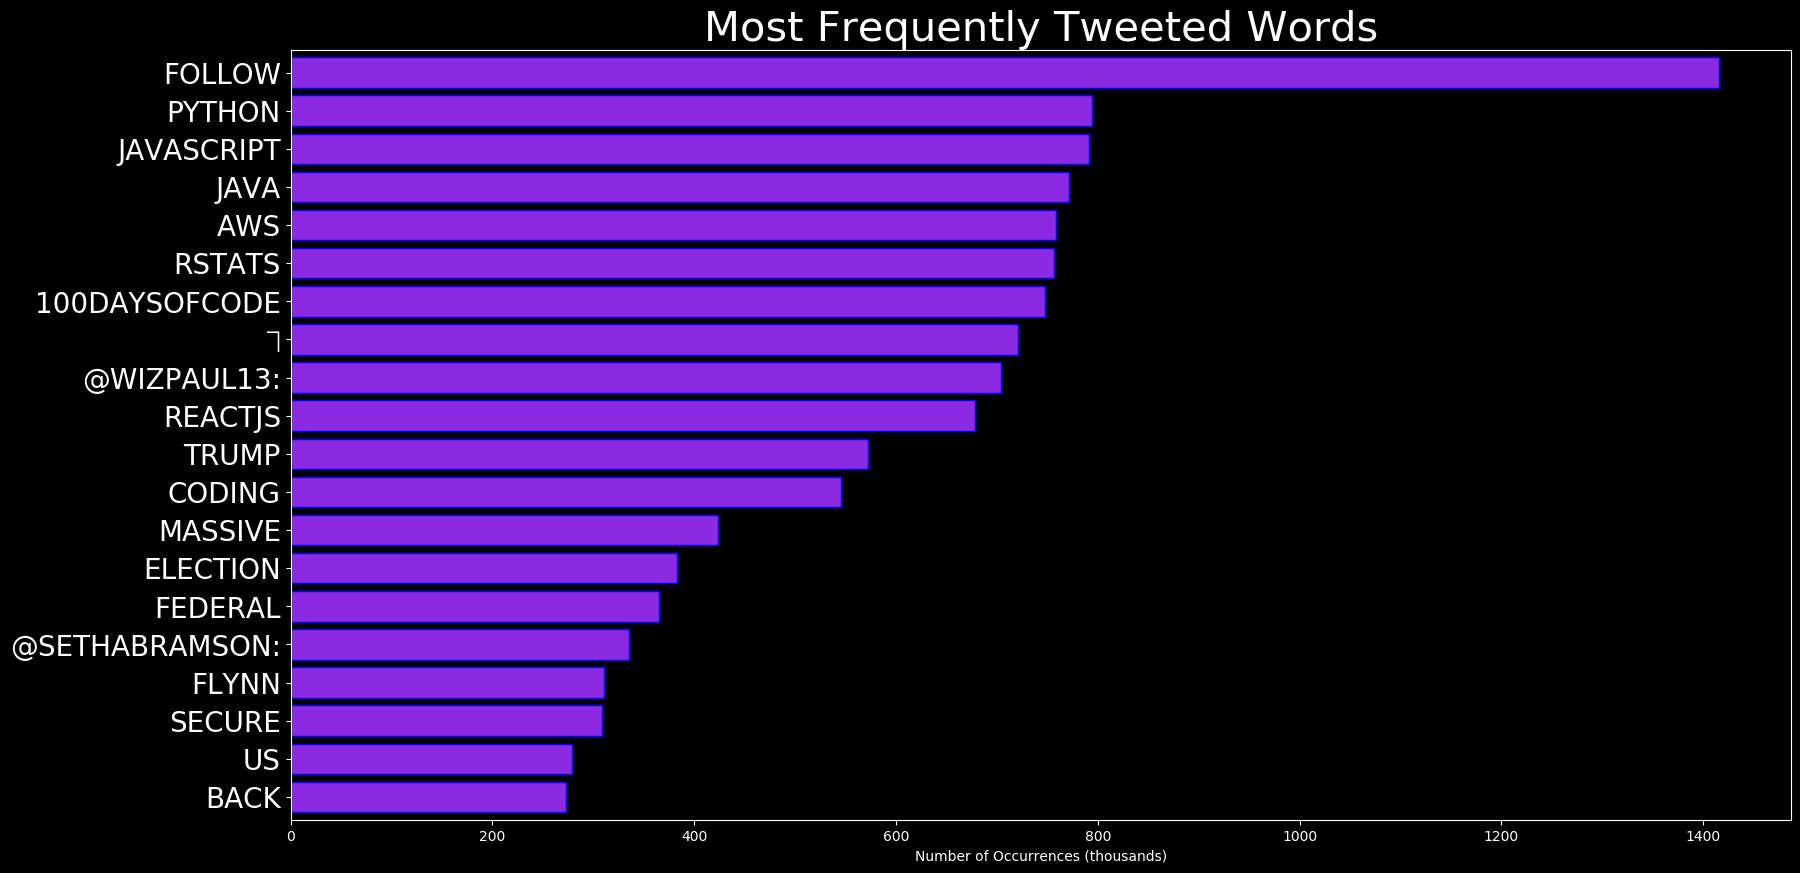 Most Frequently Tweeted Words
FOLLOW
PYTHON
JAVASCRIPT
JAVA
AWS
RSTATS
100DAYSOFCODE
@WIZPAUL13:
REACTJS
TRUMP
CODING
MASSIVE
ELECTION
FEDERAL
@SETHABRAMSON:
FLYNN
SECURE
US
BACK
0 200 400 600 800 1000 1200 1400
Number of Occurrences (thousands)